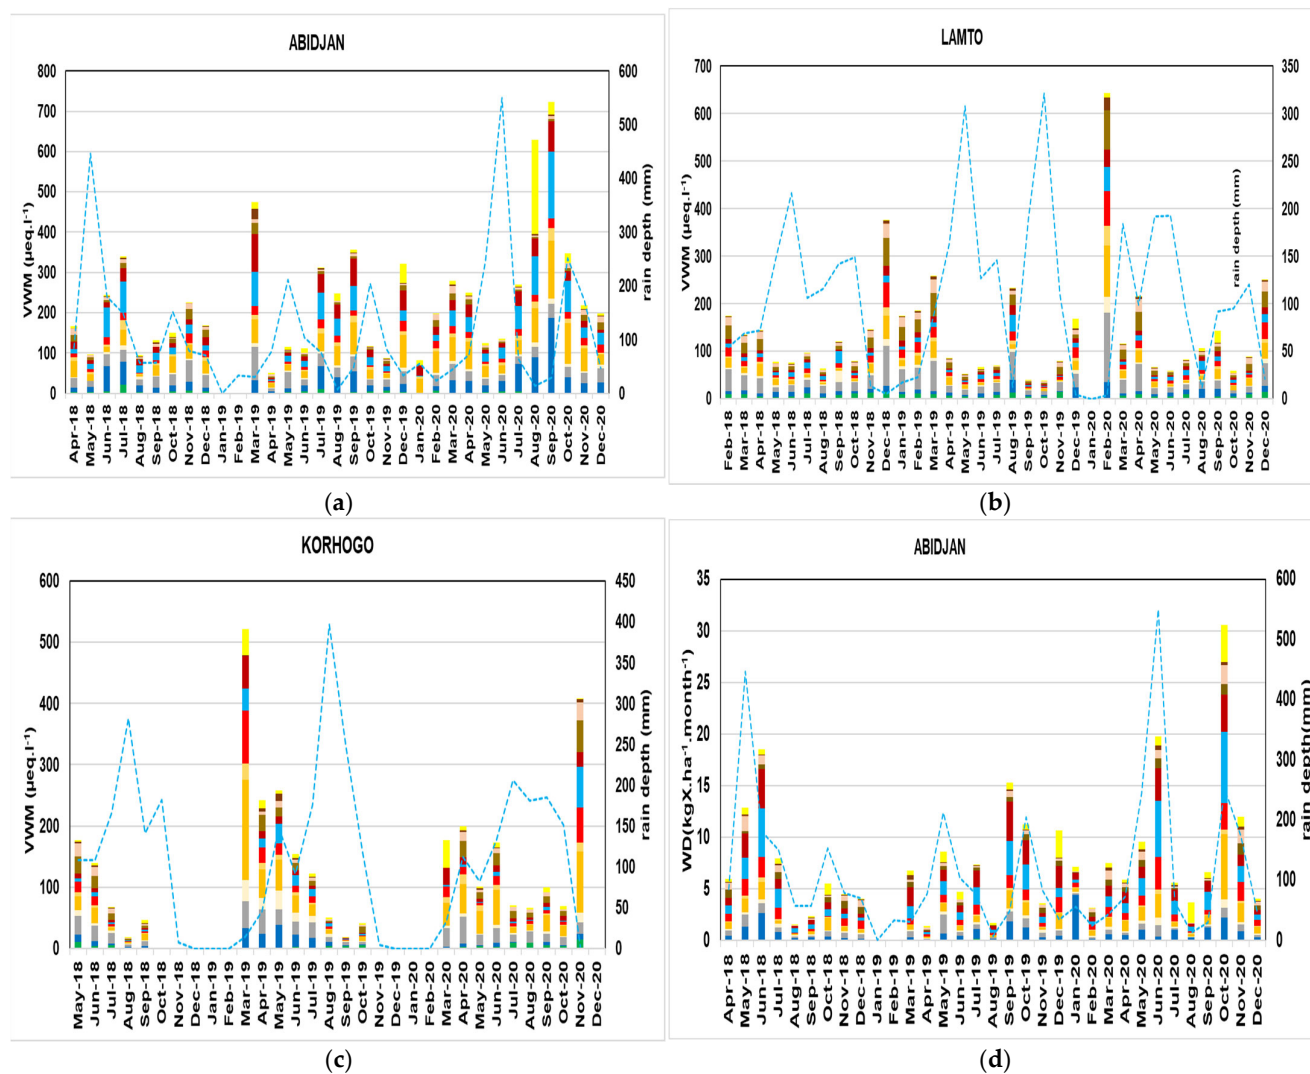 ABIDJAN
VWM (µeq.l⁻¹)
800
700
600
500
400
300
200
100
0
600
500
400
300
200
100
0
rain depth (mm)
Apr-18
May-18
Jun-18
Jul-18
Aug-18
Sep-18
Oct-18
Nov-18
Dec-18
Jan-19
Feb-19
Mar-19
Apr-19
May-19
Jun-19
Jul-19
Aug-19
Sep-19
Oct-19
Nov-19
Dec-19
Jan-20
Feb-20
Mar-20
Apr-20
May-20
Jun-20
Jul-20
Aug-20
Sep-20
Oct-20
Nov-20
Dec-20
(a)
LAMTO
VWM (µeq.l⁻¹)
700
600
500
400
300
200
100
0
350
300
250
200
150
100
50
0
rain depth (mm)
Feb-18
Mar-18
Apr-18
May-18
Jun-18
Jul-18
Aug-18
Sep-18
Oct-18
Nov-18
Dec-18
Jan-19
Feb-19
Mar-19
Apr-19
May-19
Jun-19
Jul-19
Aug-19
Sep-19
Oct-19
Nov-19
Dec-19
Jan-20
Feb-20
Mar-20
Apr-20
May-20
Jun-20
Jul-20
Aug-20
Sep-20
Oct-20
Nov-20
Dec-20
(b)
KORHOGO
VWM (µeq.l⁻¹)
600
500
400
300
200
100
0
450
400
350
300
250
200
150
100
50
0
rain depth (mm)
May-18
Jun-18
Jul-18
Aug-18
Sep-18
Oct-18
Nov-18
Dec-18
Jan-19
Feb-19
Mar-19
Apr-19
May-19
Jun-19
Jul-19
Aug-19
Sep-19
Oct-19
Nov-19
Dec-19
Jan-20
Feb-20
Mar-20
Apr-20
May-20
Jun-20
Jul-20
Aug-20
Sep-20
Oct-20
Nov-20
Dec-20
(c)
ABIDJAN
WD(kgX.ha⁻¹.month⁻¹)
35
30
25
20
15
10
5
0
600
500
400
300
200
100
0
rain depth(mm)
Apr-18
May-18
Jun-18
Jul-18
Aug-18
Sep-18
Oct-18
Nov-18
Dec-18
Jan-19
Feb-19
Mar-19
Apr-19
May-19
Jun-19
Jul-19
Aug-19
Sep-19
Oct-19
Nov-19
Dec-19
Jan-20
Feb-20
Mar-20
Apr-20
May-20
Jun-20
Jul-20
Aug-20
Sep-20
Oct-20
Nov-20
Dec-20
(d)